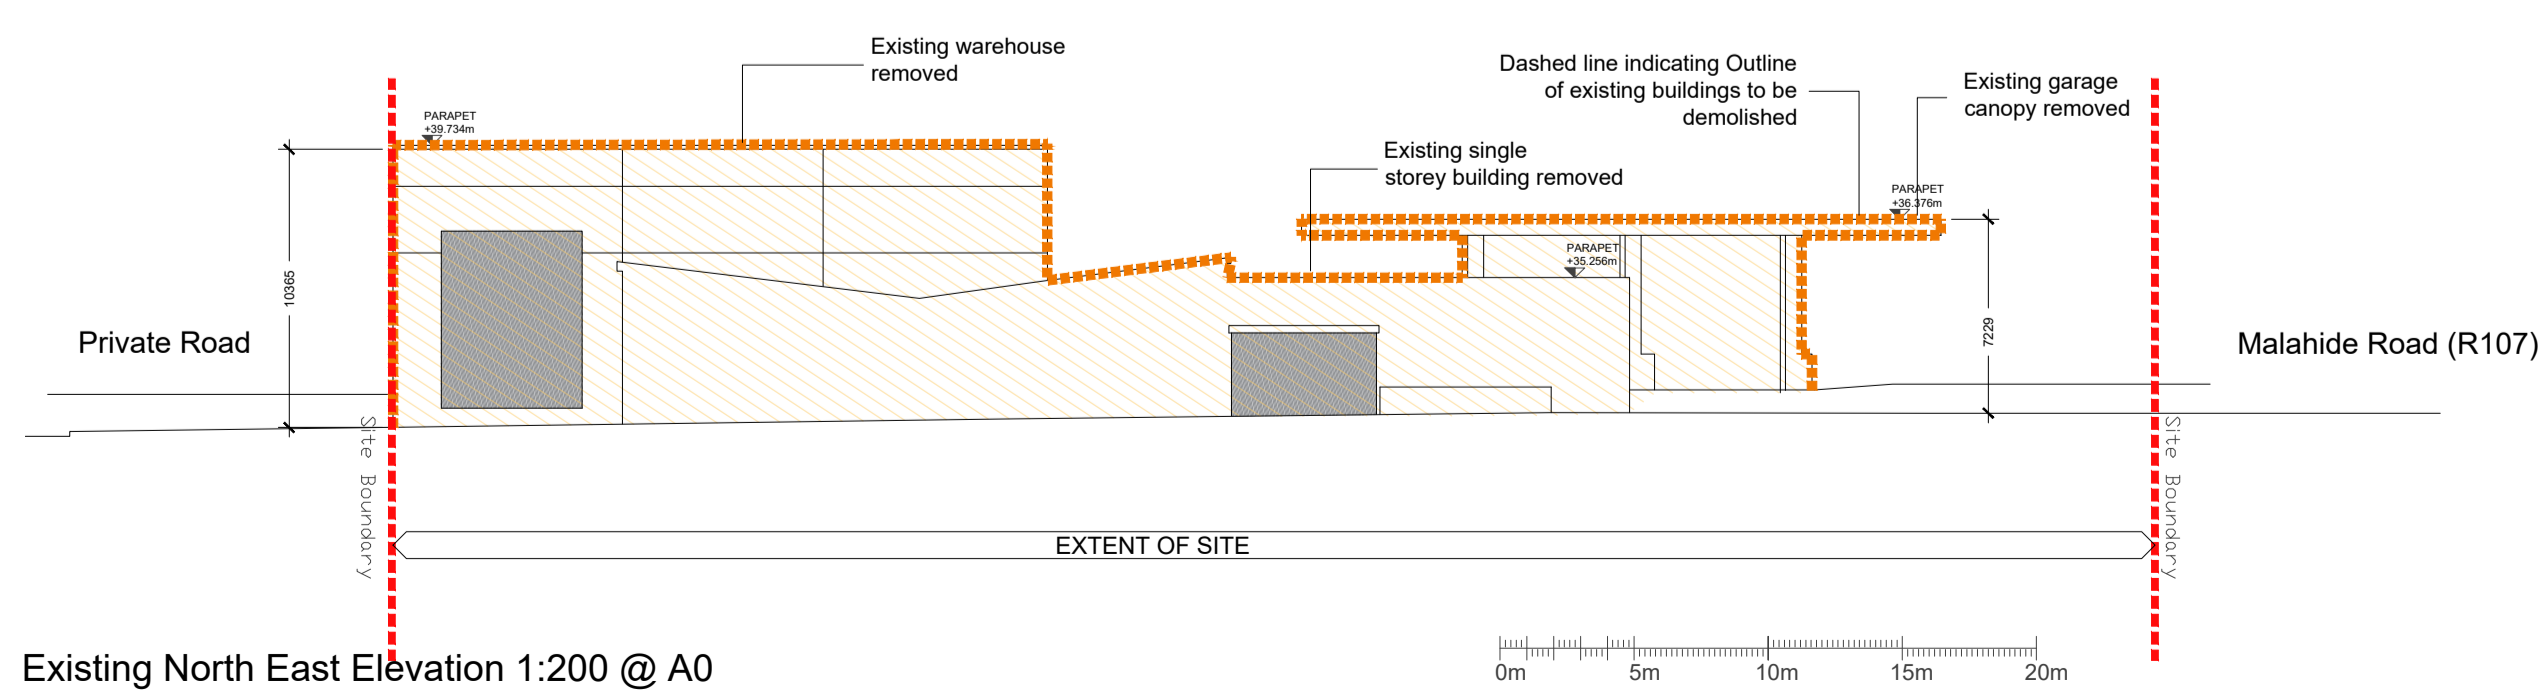 Existing warehouse
removed
Dashed line indicating Outline
of existing buildings to be
demolished
Existing garage
canopy removed
PARAPET
+39.734m
Existing single
storey building removed
PARAPET
+36.376m
PARAPET
+35.256m
10365
7229
Private Road
Malahide Road (R107)
Site Boundary
Site Boundary
EXTENT OF SITE
Existing North East Elevation 1:200 @ A0
0m 5m 10m 15m 20m